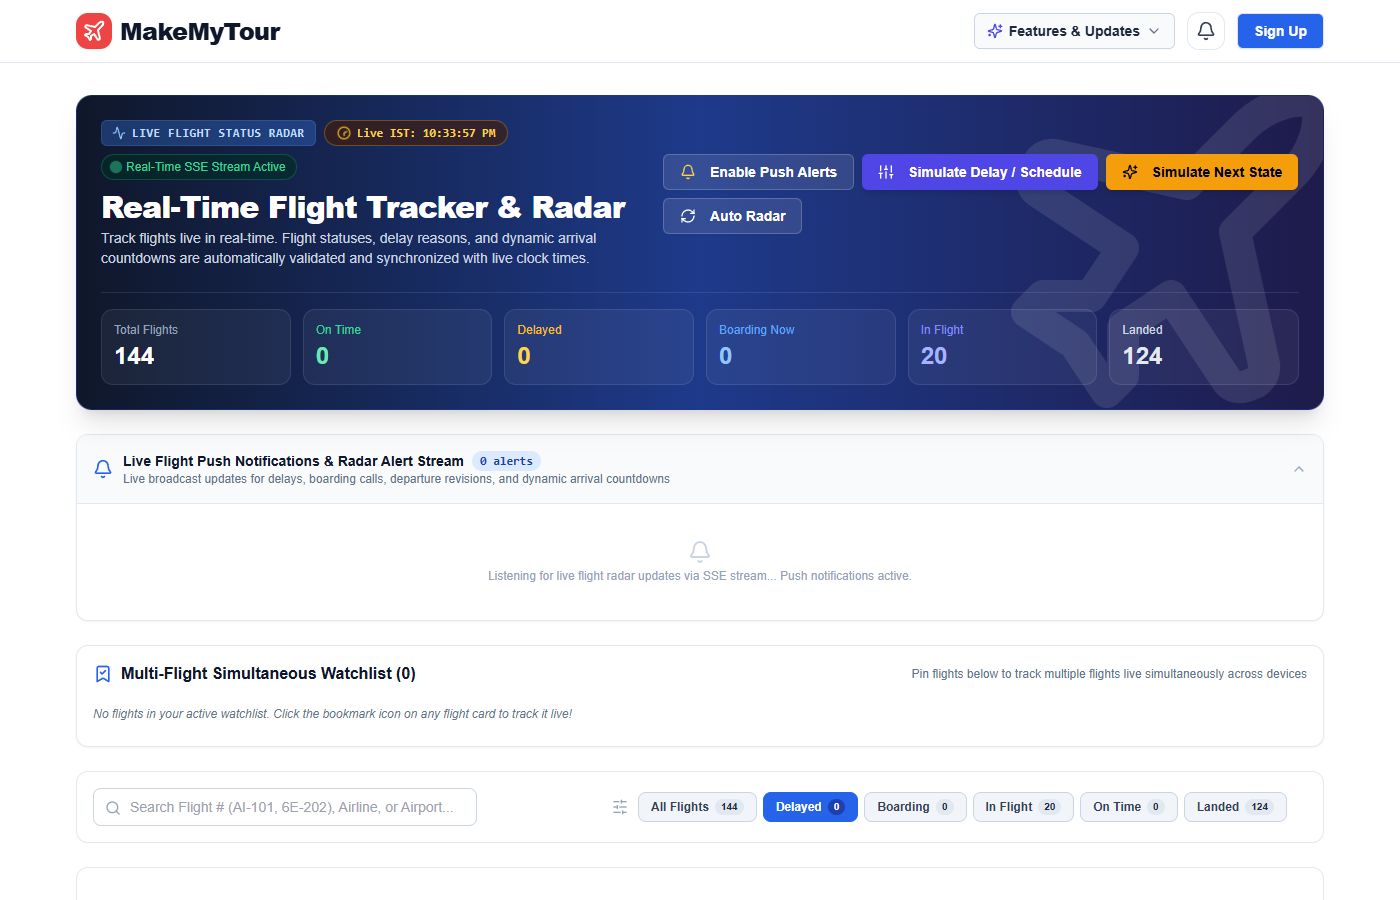 MakeMyTour
Features & Updates
Sign Up
LIVE FLIGHT STATUS RADAR
Live IST: 10:33:57 PM
Real-Time SSE Stream Active
Real-Time Flight Tracker & Radar
Track flights live in real-time. Flight statuses, delay reasons, and dynamic arrival
countdowns are automatically validated and synchronized with live clock times.
Enable Push Alerts
Simulate Delay / Schedule
Simulate Next State
Auto Radar
Total Flights
144
On Time
0
Delayed
0
Boarding Now
0
In Flight
20
Landed
124
Live Flight Push Notifications & Radar Alert Stream
0 alerts
Live broadcast updates for delays, boarding calls, departure revisions, and dynamic arrival countdowns
Listening for live flight radar updates via SSE stream... Push notifications active.
Multi-Flight Simultaneous Watchlist (0)
Pin flights below to track multiple flights live simultaneously across devices
No flights in your active watchlist. Click the bookmark icon on any flight card to track it live!
Search Flight # (AI-101, 6E-202), Airline, or Airport...
All Flights 144
Delayed 0
Boarding 0
In Flight 20
On Time 0
Landed 124